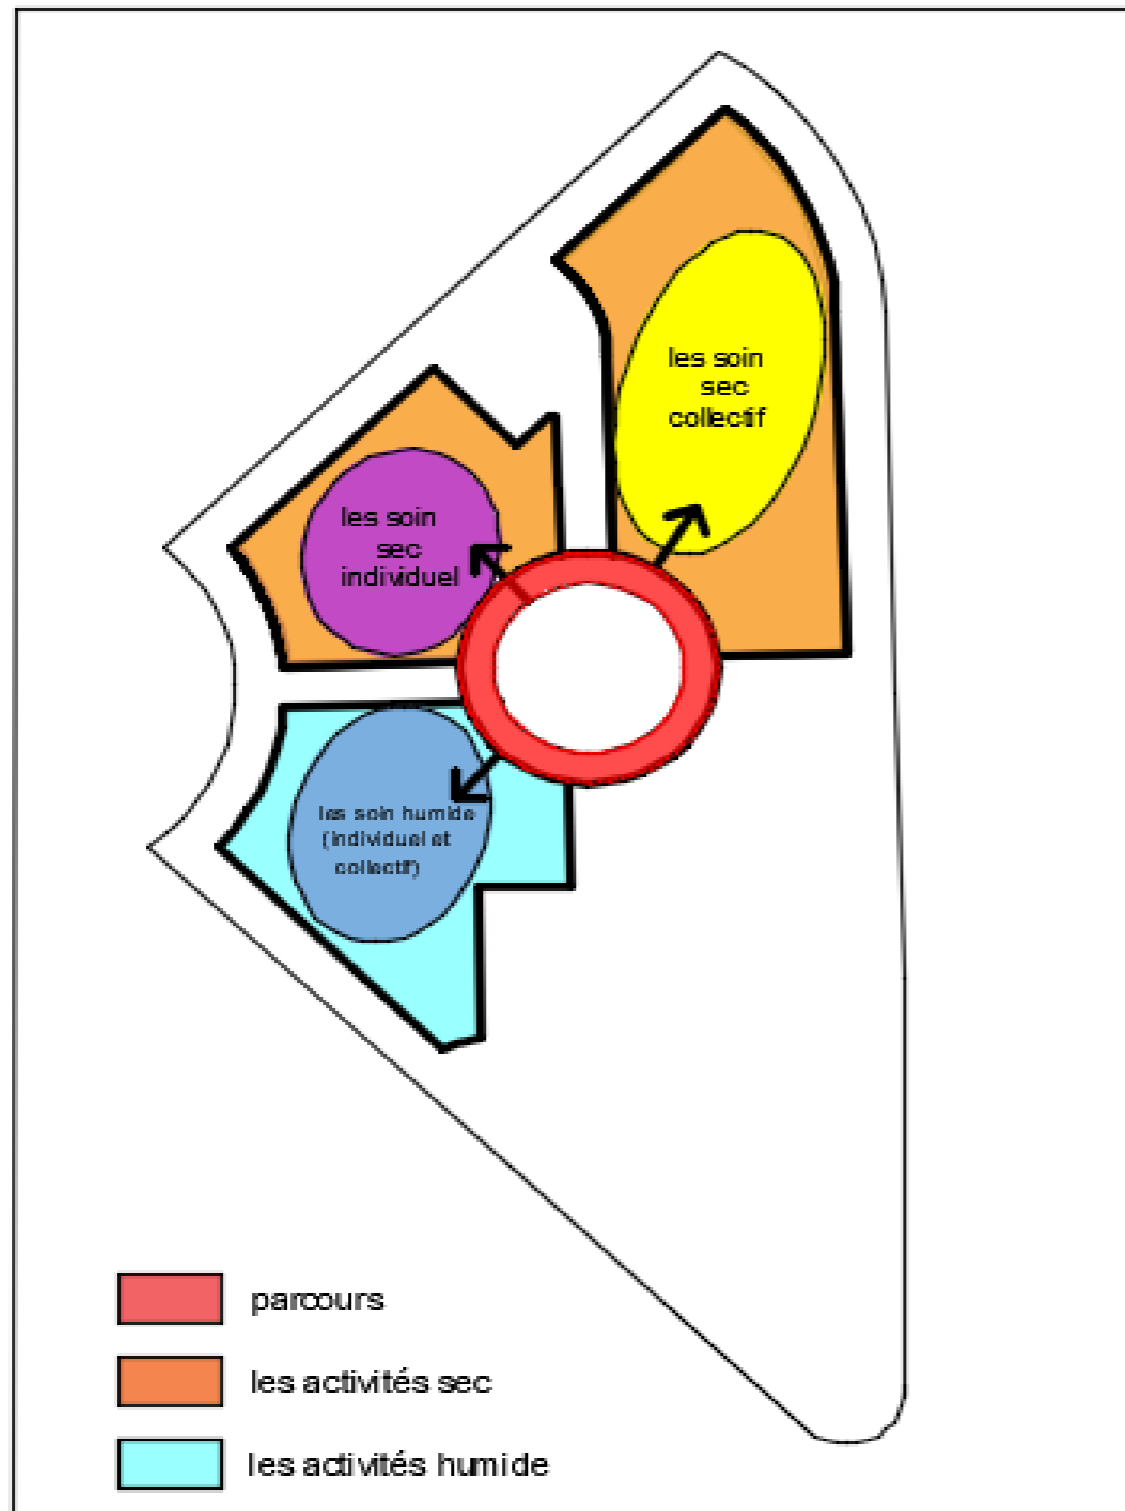 les soin
sec
collectif
les soin
sec
individuel
les soin humide
(individuel et
collectif)
parcours
les activités sec
les activités humide